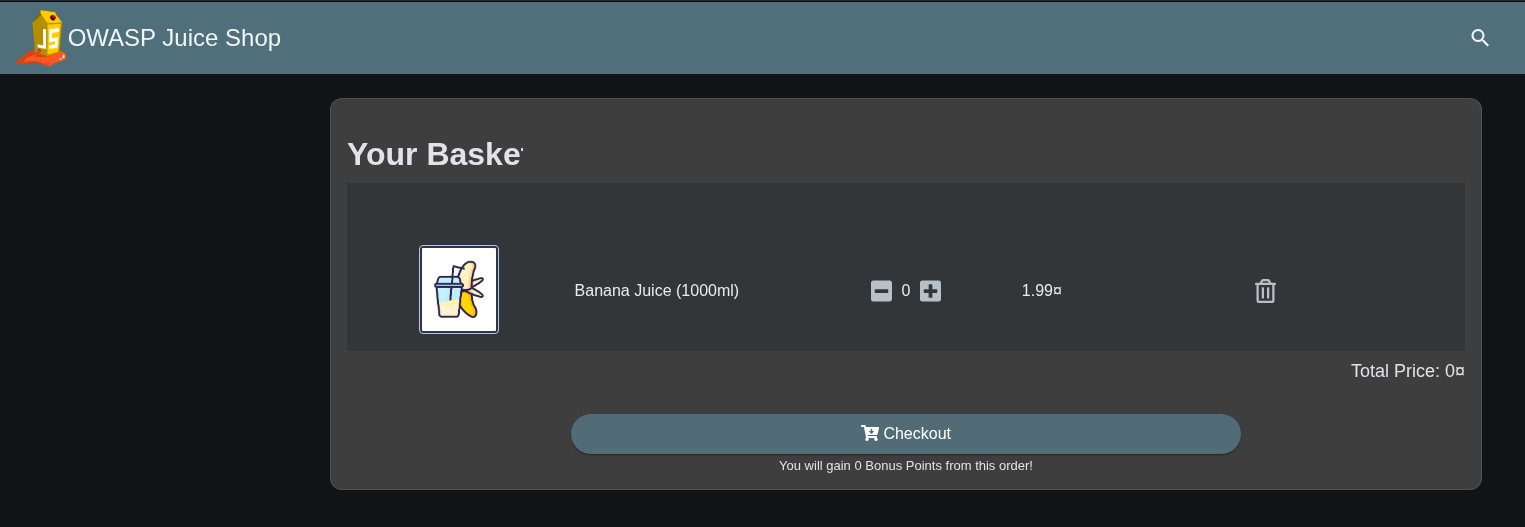 OWASP Juice Shop
Your Baske
Banana Juice (1000ml) 0 1.99¤
Total Price: 0¤
Checkout
You will gain 0 Bonus Points from this order!